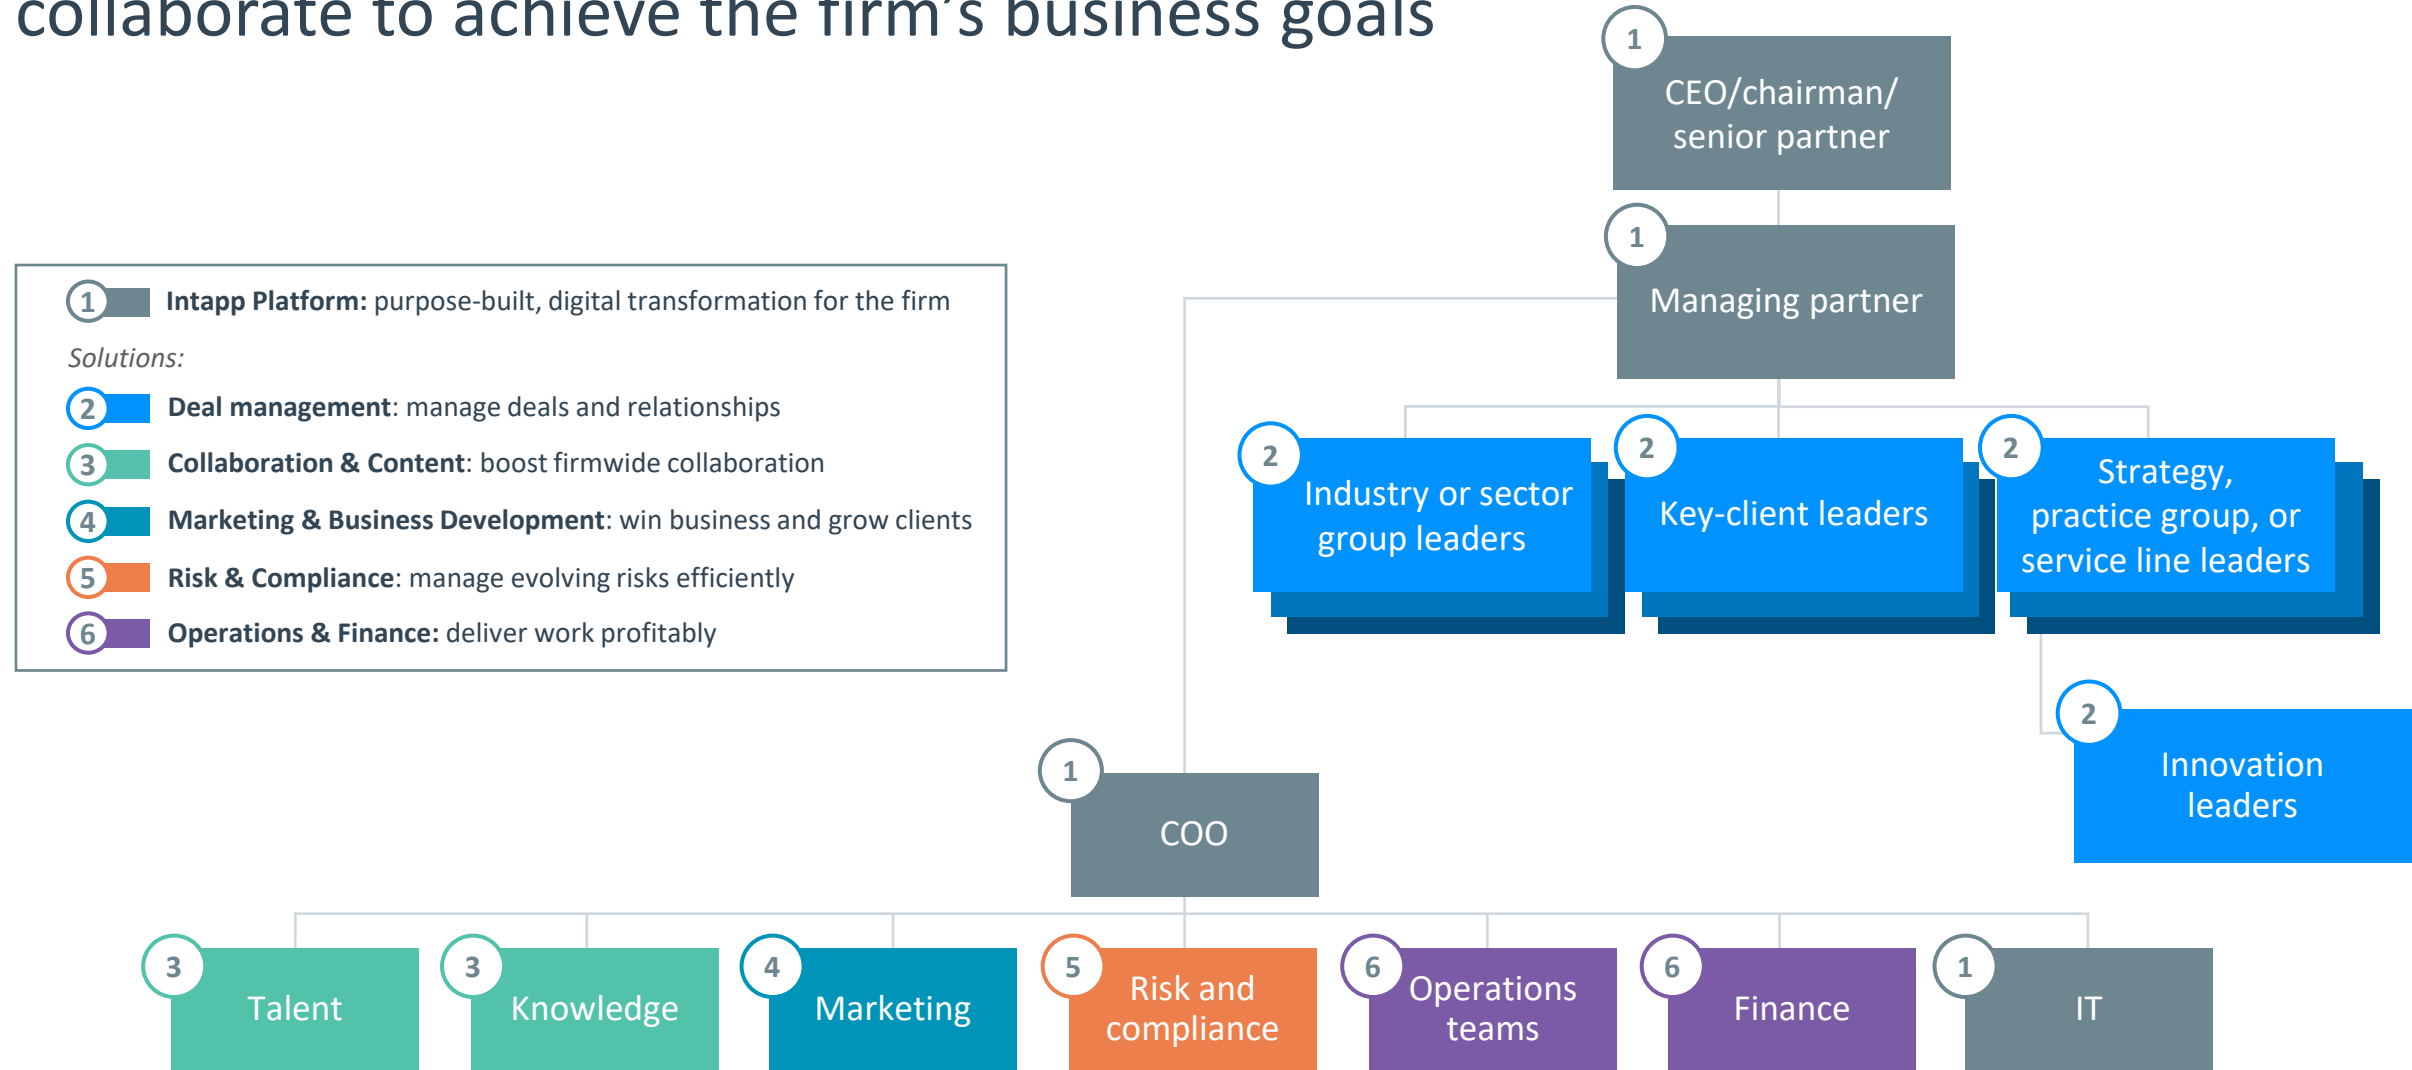 collaborate to achieve the firm's business goals
1
CEO/chairman/
senior partner
1
Managing partner
1 Intapp Platform: purpose-built, digital transformation for the firm
Solutions:
2 Deal management: manage deals and relationships
3 Collaboration & Content: boost firmwide collaboration
4 Marketing & Business Development: win business and grow clients
5 Risk & Compliance: manage evolving risks efficiently
6 Operations & Finance: deliver work profitably
2
Industry or sector
group leaders
2
Key-client leaders
2
Strategy,
practice group, or
service line leaders
2
Innovation
leaders
1
COO
3
Talent
3
Knowledge
4
Marketing
5
Risk and
compliance
6
Operations
teams
6
Finance
1
IT